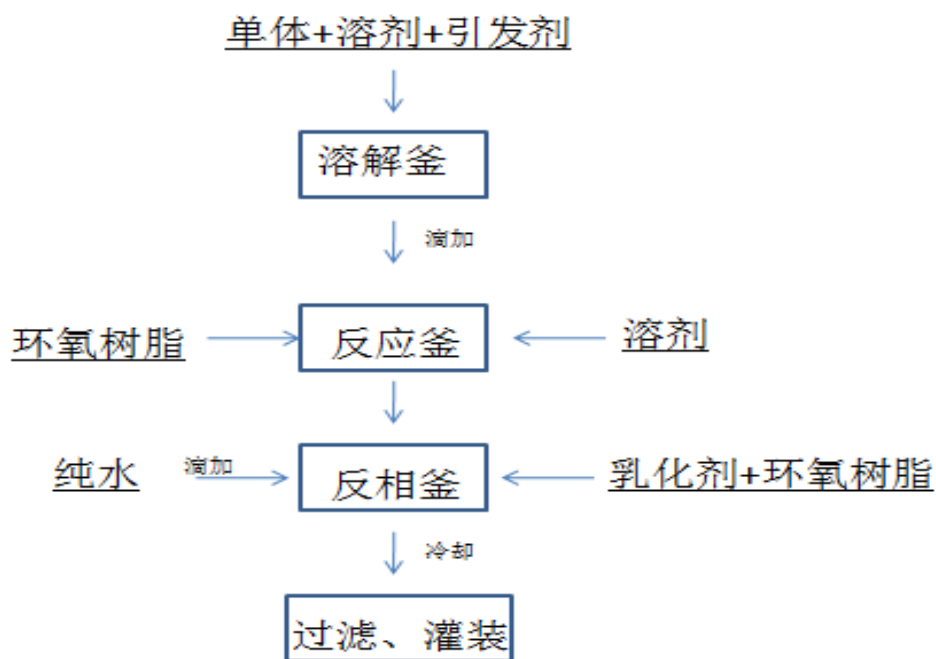 单体+溶剂+引发剂
溶解釜
滴加
环氧树脂
反应釜
溶剂
纯水
滴加
反相釜
乳化剂+环氧树脂
冷却
过滤、灌装